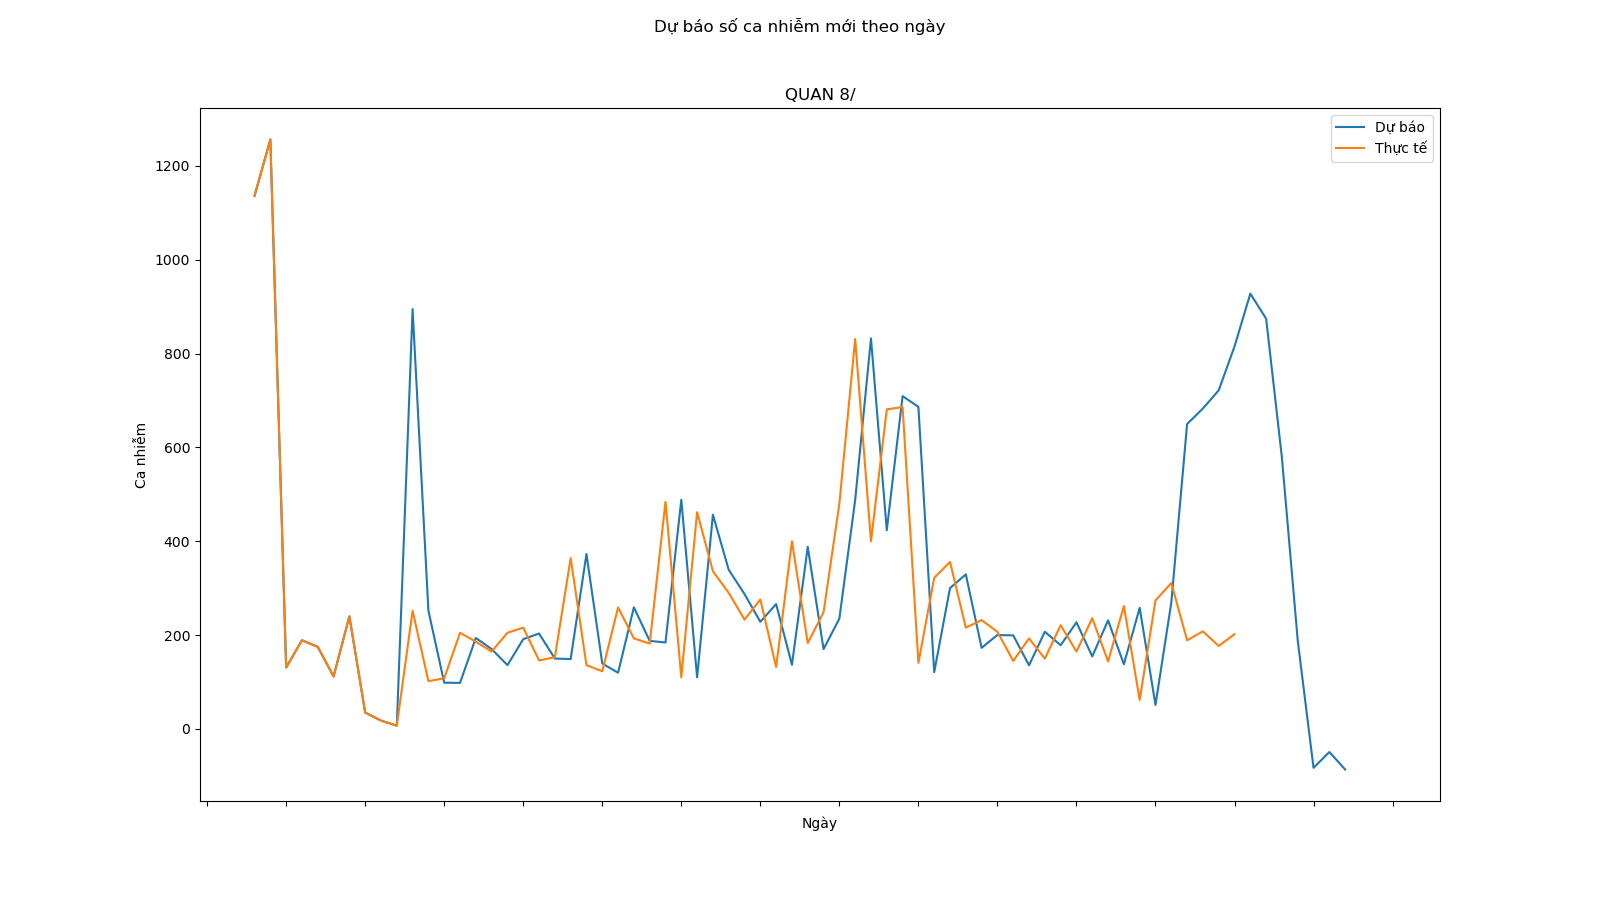 Dự báo số ca nhiễm mới theo ngày
QUAN 8/
Dự báo
Thực tế
1200
1000
800
600
400
200
0
Ca nhiễm
Ngày